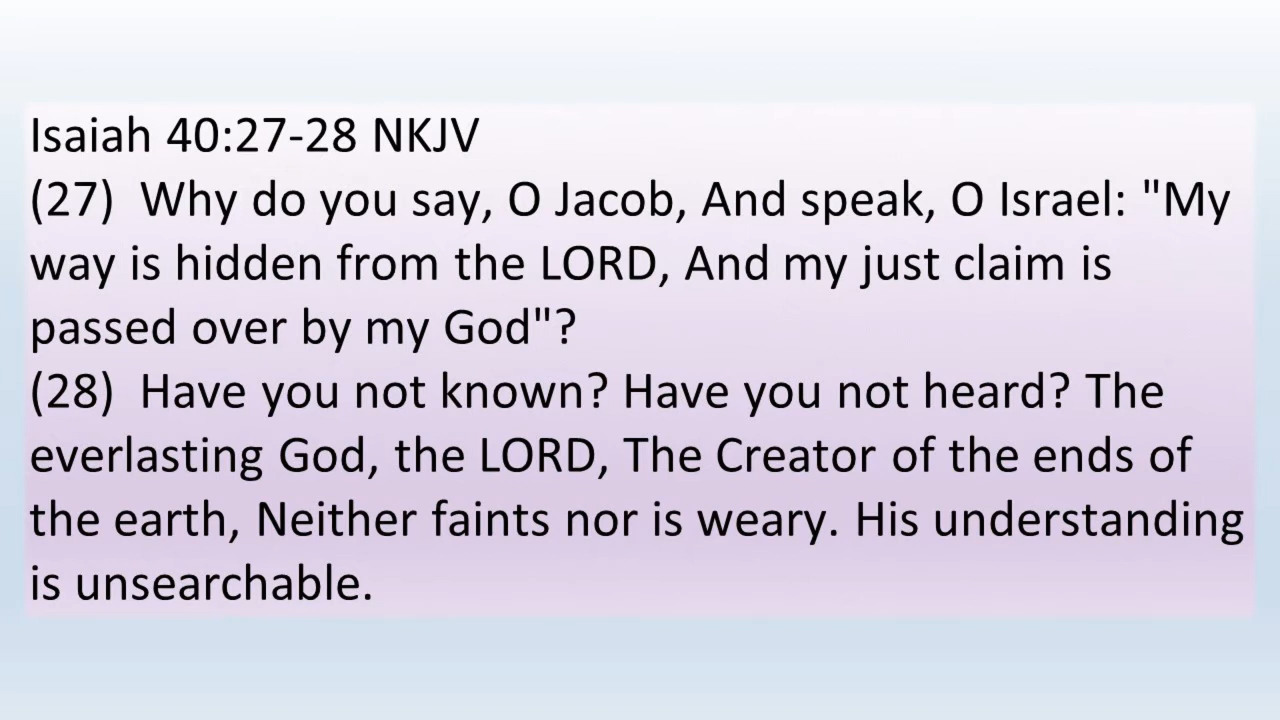 Isaiah 40:27-28 NKJV
(27)  Why do you say, O Jacob, And speak, O Israel: "My
way is hidden from the LORD, And my just claim is
passed over by my God"?
(28)  Have you not known? Have you not heard? The
everlasting God, the LORD, The Creator of the ends of
the earth, Neither faints nor is weary. His understanding
is unsearchable.